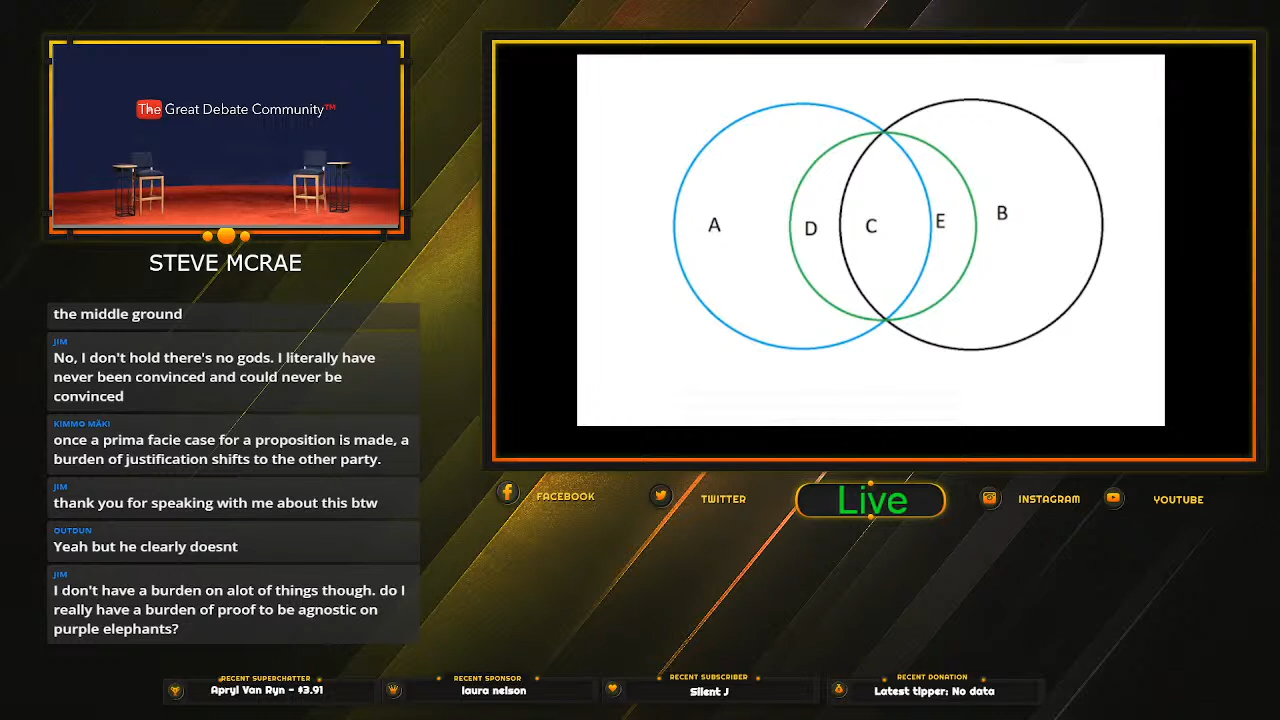 The Great Debate Community™
STEVE MCRAE
the middle ground
JIM
No, I don't hold there's no gods. I literally have
never been convinced and could never be
convinced
KIMMO MÄKI
once a prima facie case for a proposition is made, a
burden of justification shifts to the other party.
JIM
thank you for speaking with me about this btw
OUTDUN
Yeah but he clearly doesnt
JIM
I don't have a burden on alot of things though. do I
really have a burden of proof to be agnostic on
purple elephants?
A D C E B
FACEBOOK
TWITTER
Live
INSTAGRAM
YOUTUBE
RECENT SUPERCHATTER
Apryl Van Ryn - $3.91
RECENT SPONSOR
laura nelson
RECENT SUBSCRIBER
Silent J
RECENT DONATION
Latest tipper: No data